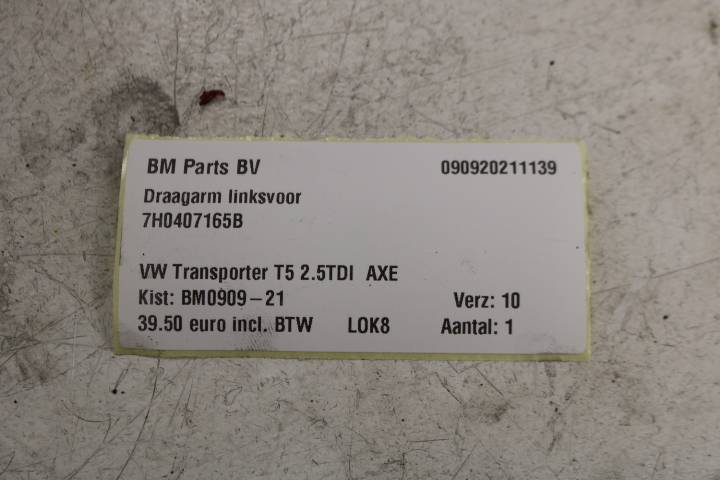 BM Parts BV 090920211139
Draagarm linksvoor
7H0407165B
VW Transporter T5 2.5TDI AXE
Kist: BM0909-21 Verz: 10
39.50 euro incl. BTW LOK8 Aantal: 1